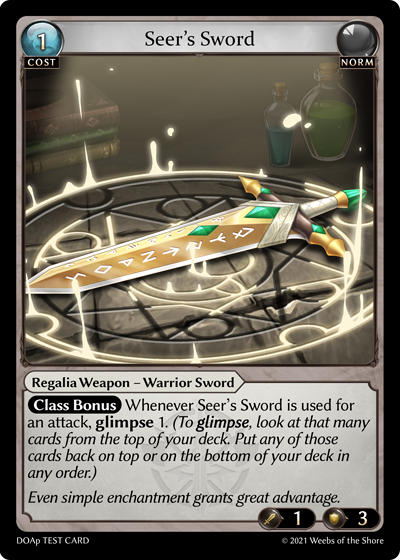 1
Seer's Sword
COST
NORM
Regalia Weapon – Warrior Sword
Class Bonus Whenever Seer's Sword is used for
an attack, glimpse 1. (To glimpse, look at that many
cards from the top of your deck. Put any of those
cards back on top or on the bottom of your deck in
any order.)
Even simple enchantment grants great advantage.
1 3
DOAp TEST CARD © 2021 Weebs of the Shore